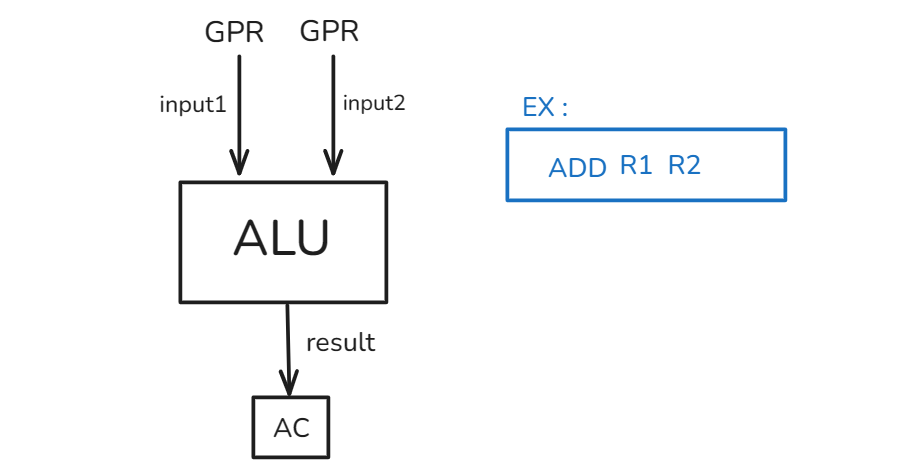 GPR GPR
input1 input2
EX :
ADD R1 R2
ALU
result
AC